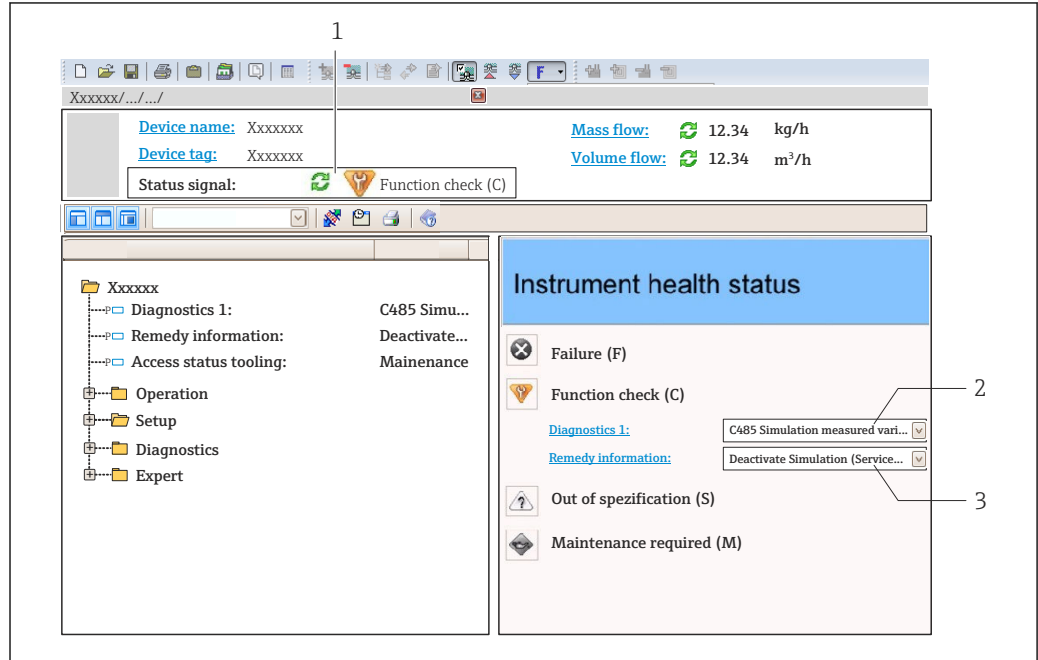 1
F
Xxxxxx/.../.../
Device name: Xxxxxxx
Mass flow: 12.34 kg/h
Device tag: Xxxxxxx
Volume flow: 12.34 m³/h
Status signal: Function check (C)
Xxxxxx
Diagnostics 1: C485 Simu...
Remedy information: Deactivate...
Access status tooling: Mainenance
Operation
Setup
Diagnostics
Expert
Instrument health status
Failure (F)
Function check (C)
Diagnostics 1: C485 Simulation measured vari...
2
Remedy information: Deactivate Simulation (Service...
3
Out of spezification (S)
Maintenance required (M)